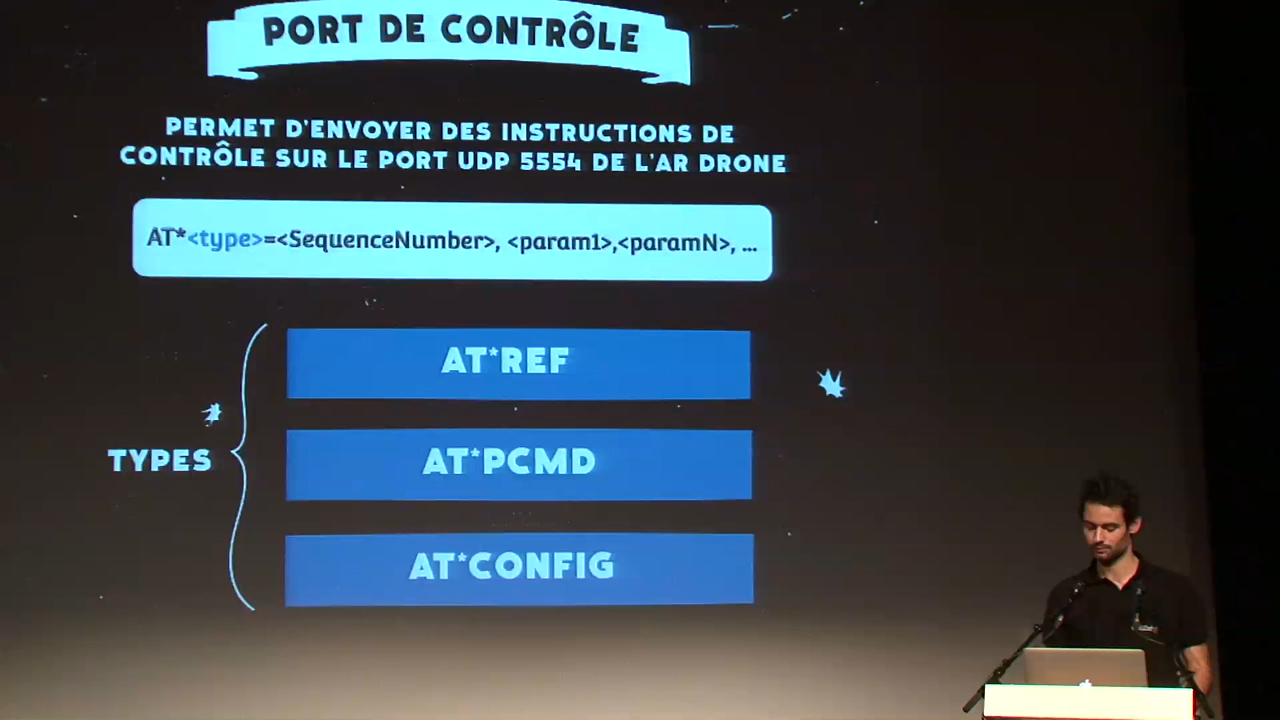 PORT DE CONTRÔLE
PERMET D'ENVOYER DES INSTRUCTIONS DE
CONTRÔLE SUR LE PORT UDP 5554 DE L'AR DRONE
AT*<type>=<SequenceNumber>, <param1>,<paramN>, ...
AT*REF
TYPES
AT*PCMD
AT*CONFIG